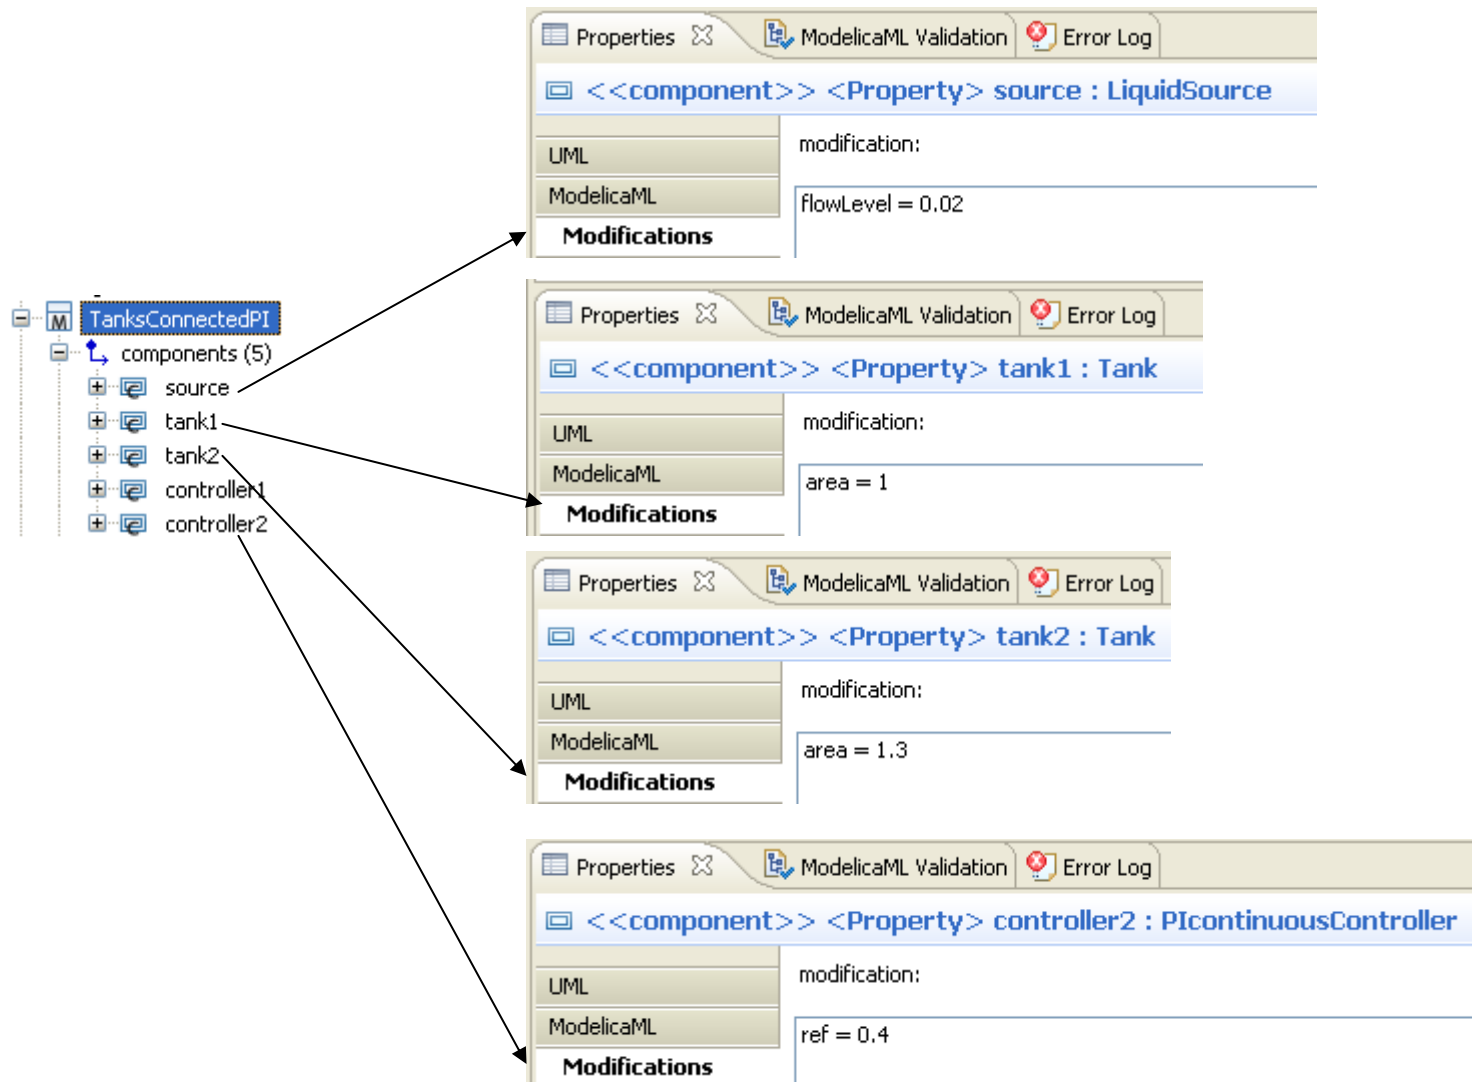 TanksConnectedPI
components (5)
source
tank1
tank2
controller1
controller2
Properties ModelicaML Validation Error Log
<<component>> <Property> source : LiquidSource
modification:
UML
ModelicaML
flowLevel = 0.02
Modifications
Properties ModelicaML Validation Error Log
<<component>> <Property> tank1 : Tank
modification:
UML
ModelicaML
area = 1
Modifications
Properties ModelicaML Validation Error Log
<<component>> <Property> tank2 : Tank
modification:
UML
ModelicaML
area = 1.3
Modifications
Properties ModelicaML Validation Error Log
<<component>> <Property> controller2 : PIcontinuousController
modification:
UML
ModelicaML
ref = 0.4
Modifications